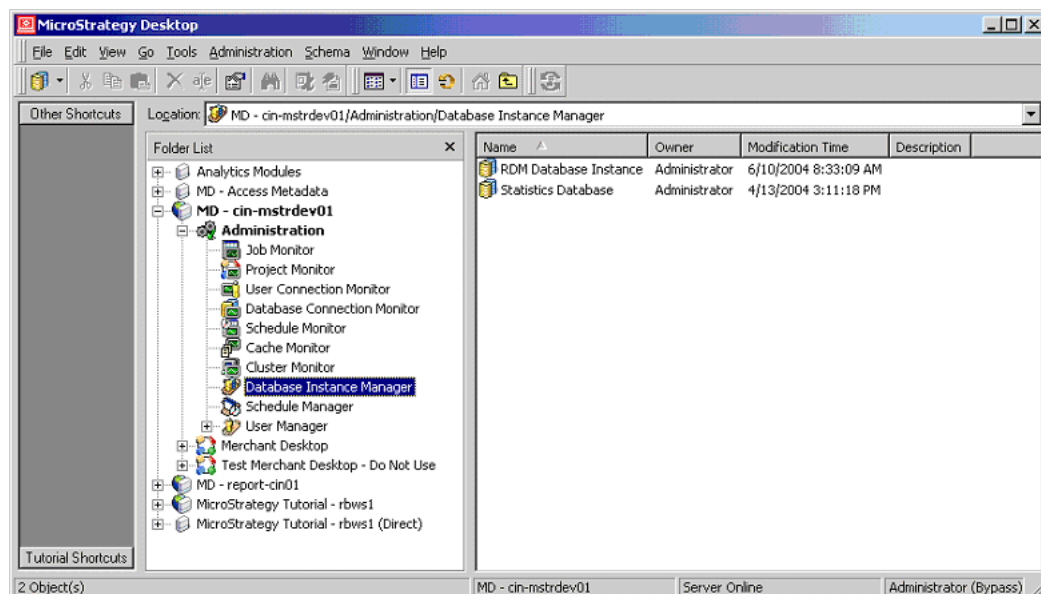 MicroStrategy Desktop
File Edit View Go Tools Administration Schema Window Help
Other Shortcuts
Location: MD - cin-mstrdev01/Administration/Database Instance Manager
Folder List
Analytics Modules
MD - Access Metadata
MD - cin-mstrdev01
Administration
Job Monitor
Project Monitor
User Connection Monitor
Database Connection Monitor
Schedule Monitor
Cache Monitor
Cluster Monitor
Database Instance Manager
Schedule Manager
User Manager
Merchant Desktop
Test Merchant Desktop - Do Not Use
MD - report-cin01
MicroStrategy Tutorial - rbws1
MicroStrategy Tutorial - rbws1 (Direct)
Name Owner Modification Time Description
RDM Database Instance Administrator 6/10/2004 8:33:09 AM
Statistics Database Administrator 4/13/2004 3:11:18 PM
Tutorial Shortcuts
2 Object(s) MD - cin-mstrdev01 Server Online Administrator (Bypass)